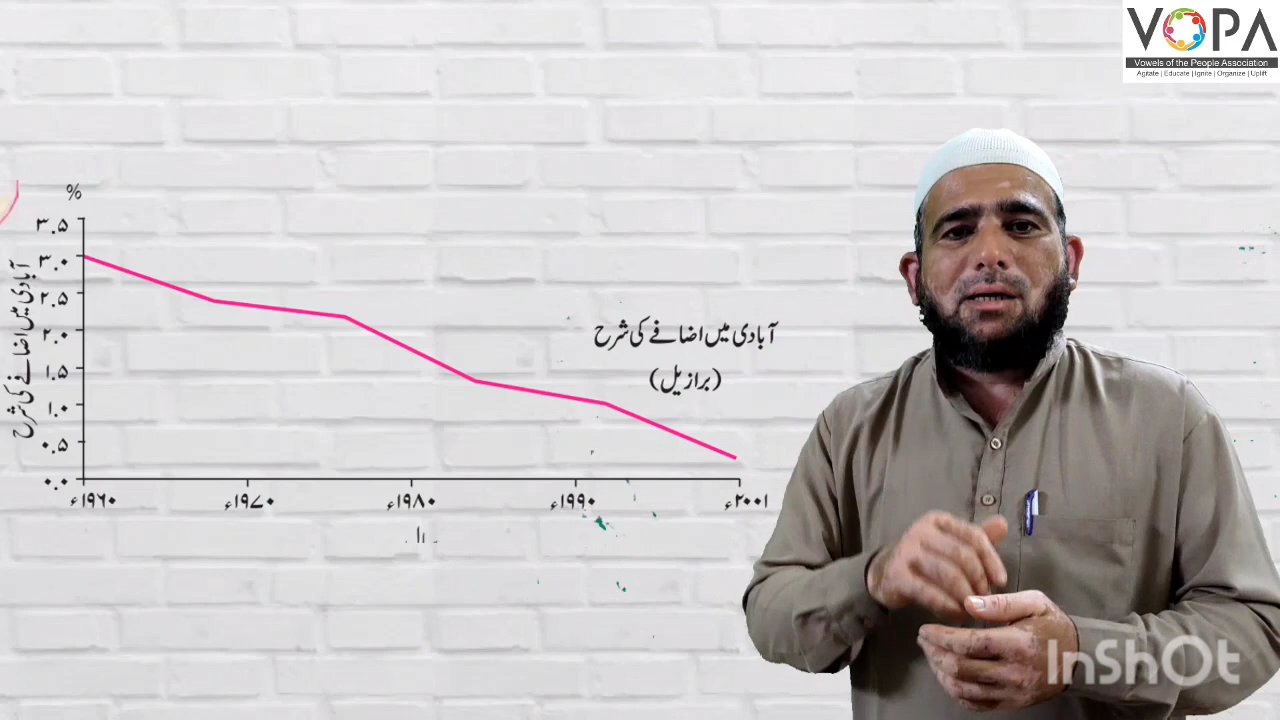 VOPA
Vowels of the People Association
Agitate | Educate | Ignite | Organize | Uplift
%
۳.۵
۳.۰
۲.۵
۲.۰
۱.۵
۱.۰
۰.۵
۰.۰
آبادی میں اضافے کی شرح
آبادی میں اضافے کی شرح
(برازیل)
۱۹۶۰ء
۱۹۷۰ء
۱۹۸۰ء
۱۹۹۰ء
۲۰۰۱ء
InShOt